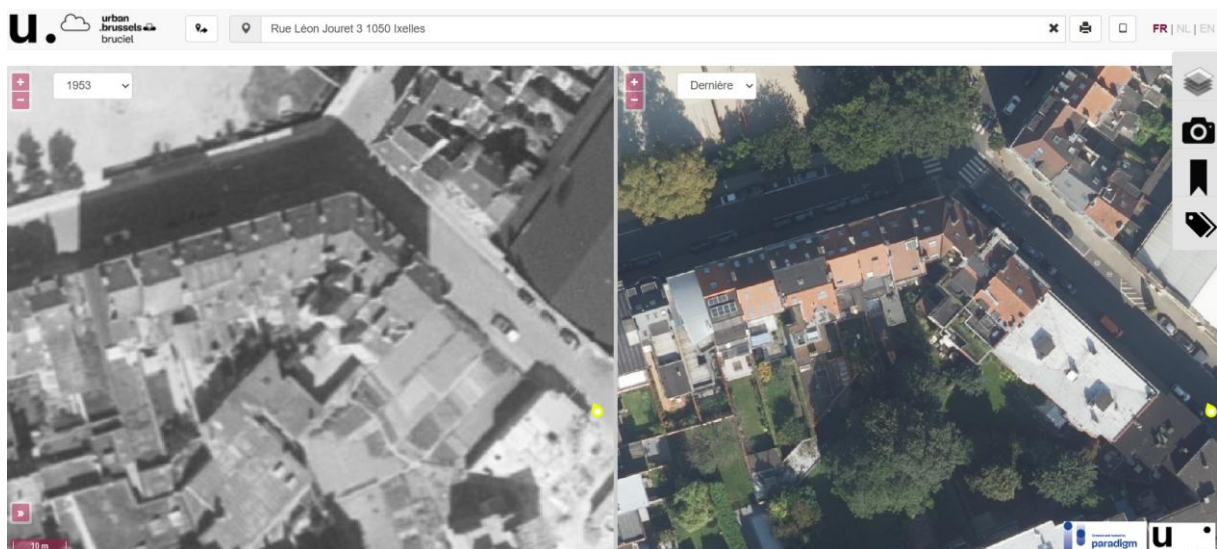 u.
urban
.brussels
bruciel
Rue Léon Jouret 3 1050 Ixelles
FR | NL | EN
+
−
1953
+
−
Dernière
»
10 m
paradigm
u.